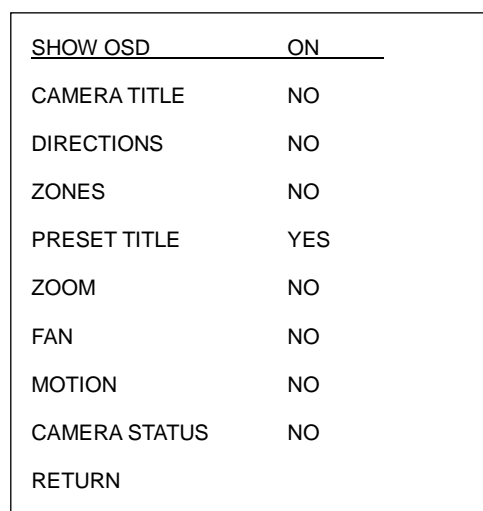 SHOW OSD ON
CAMERA TITLE NO
DIRECTIONS NO
ZONES NO
PRESET TITLE YES
ZOOM NO
FAN NO
MOTION NO
CAMERA STATUS NO
RETURN